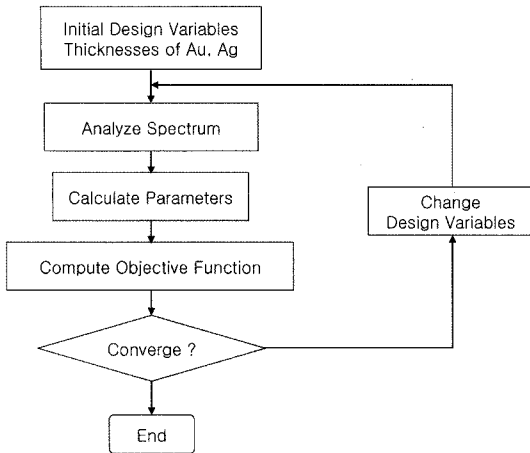 Initial Design Variables
Thicknesses of Au, Ag
Analyze Spectrum
Calculate Parameters
Change
Design Variables
Compute Objective Function
Converge ?
End